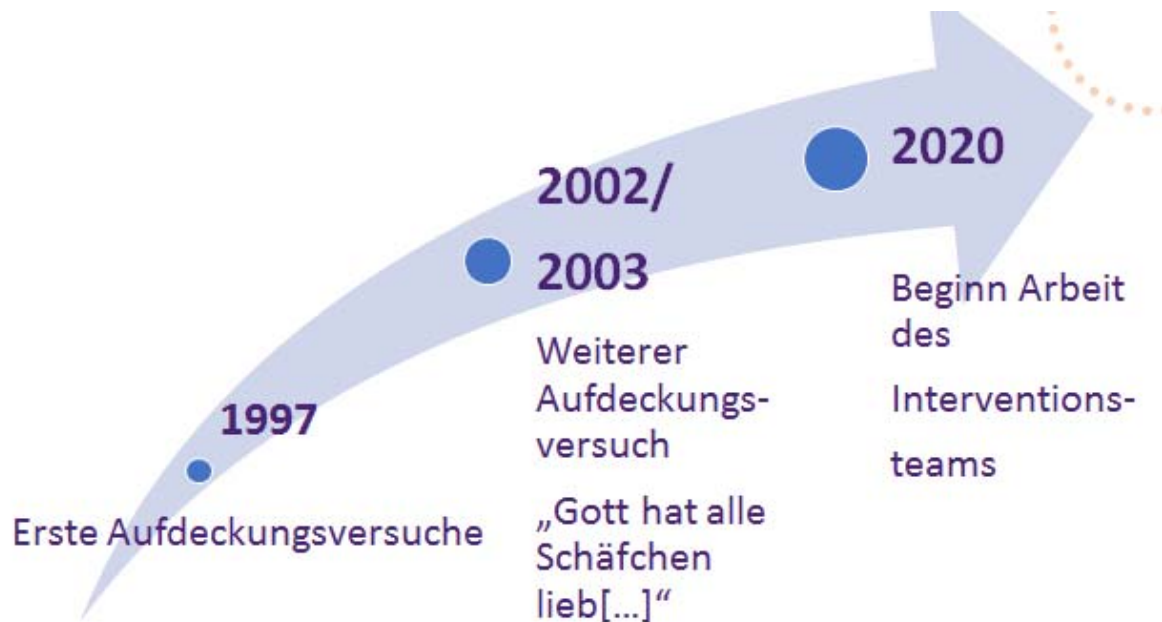 1997
Erste Aufdeckungsversuche
2002/
2003
Weiterer
Aufdeckungs-
versuch
„Gott hat alle
Schäfchen
lieb[...]“
2020
Beginn Arbeit
des
Interventions-
teams